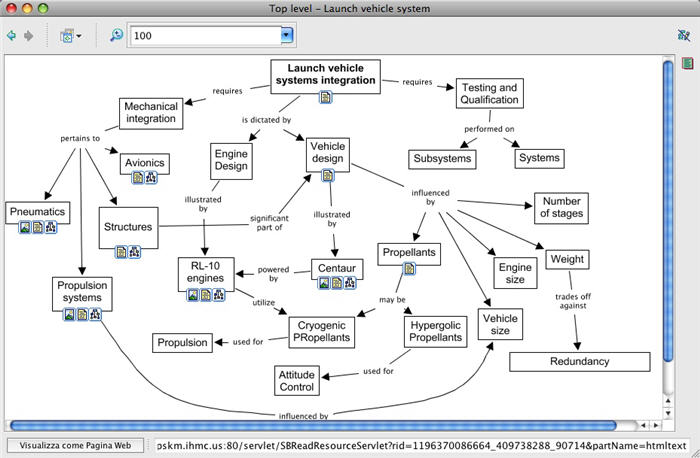 Top level – Launch vehicle system
100
Launch vehicle
systems integration
requires
requires
Testing and
Qualification
Mechanical
integration
is dictated by
performed on
pertains to
Avionics
Engine
Design
Vehicle
design
Subsystems
Systems
Pneumatics
Structures
illustrated
by
significant
part of
illustrated
by
influenced
by
Number
of stages
Propulsion
systems
RL-10
engines
powered
by
Centaur
Propellants
Engine
size
Weight
utilize
may be
trades off
against
Propulsion
used for
Cryogenic
PRopellants
Hypergolic
Propellants
Vehicle
size
Redundancy
Attitude
Control
used for
influenced by
Visualizza come Pagina Web
pskm.ihmc.us:80/servlet/SBReadResourceServlet?rid=1196370086664_409738288_90714&partName=htmltext